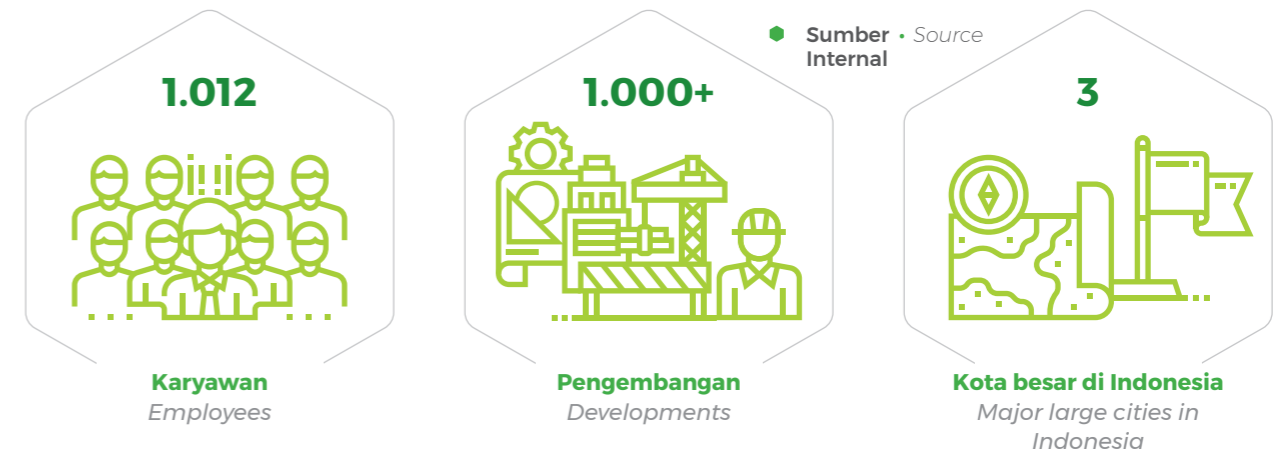 Sumber • Source
Internal
1.012
Karyawan
Employees
1.000+
Pengembangan
Developments
3
Kota besar di Indonesia
Major large cities in
Indonesia